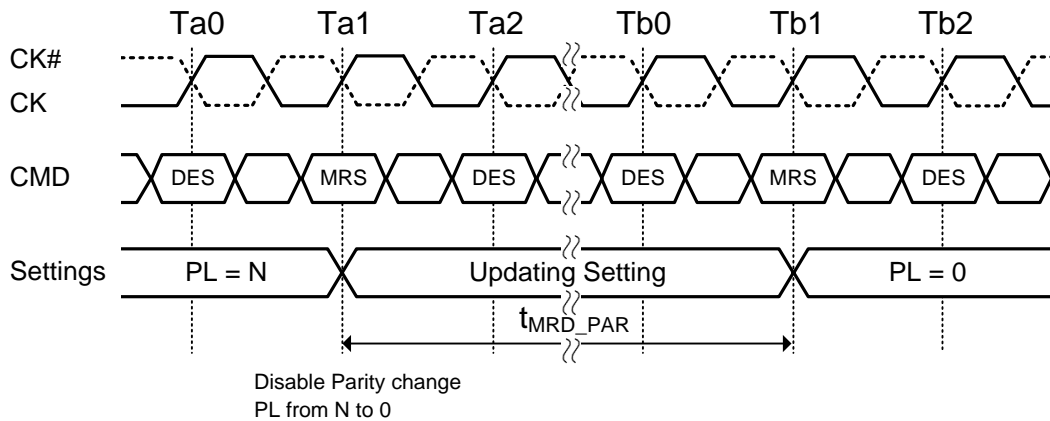 Ta0 Ta1 Ta2 Tb0 Tb1 Tb2
CK#
CK
CMD DES MRS DES DES MRS DES
Settings PL = N Updating Setting PL = 0
tMRD_PAR
Disable Parity change
PL from N to 0